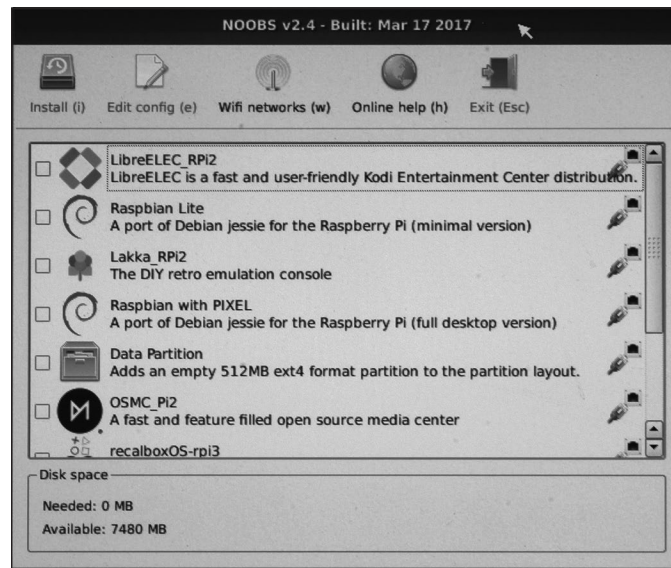 NOOBS v2.4 - Built: Mar 17 2017
Install (i) Edit config (e) Wifi networks (w) Online help (h) Exit (Esc)
LibreELEC_RPi2
LibreELEC is a fast and user-friendly Kodi Entertainment Center distribution.
Raspbian Lite
A port of Debian jessie for the Raspberry Pi (minimal version)
Lakka_RPi2
The DIY retro emulation console
Raspbian with PIXEL
A port of Debian jessie for the Raspberry Pi (full desktop version)
Data Partition
Adds an empty 512MB ext4 format partition to the partition layout.
OSMC_Pi2
A fast and feature filled open source media center
recalboxOS-rpi3
Disk space
Needed: 0 MB
Available: 7480 MB